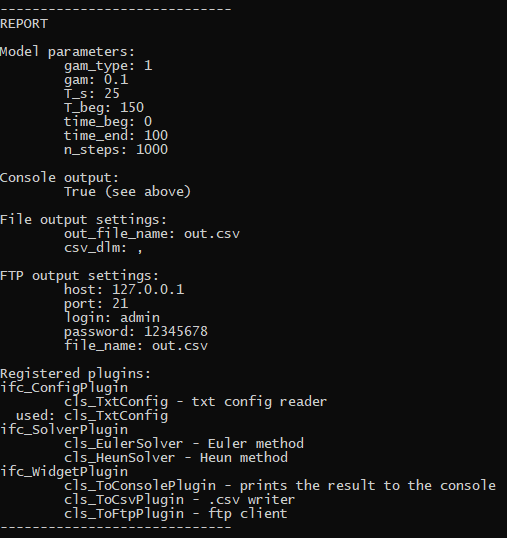 -----------------------------
REPORT
Model parameters:
gam_type: 1
gam: 0.1
T_s: 25
T_beg: 150
time_beg: 0
time_end: 100
n_steps: 1000
Console output:
True (see above)
File output settings:
out_file_name: out.csv
csv_dlm: ,
FTP output settings:
host: 127.0.0.1
port: 21
login: admin
password: 12345678
file_name: out.csv
Registered plugins:
ifc_ConfigPlugin
cls_TxtConfig - txt config reader
used: cls_TxtConfig
ifc_SolverPlugin
cls_EulerSolver - Euler method
cls_HeunSolver - Heun method
ifc_WidgetPlugin
cls_ToConsolePlugin - prints the result to the console
cls_ToCsvPlugin - .csv writer
cls_ToFtpPlugin - ftp client
-----------------------------